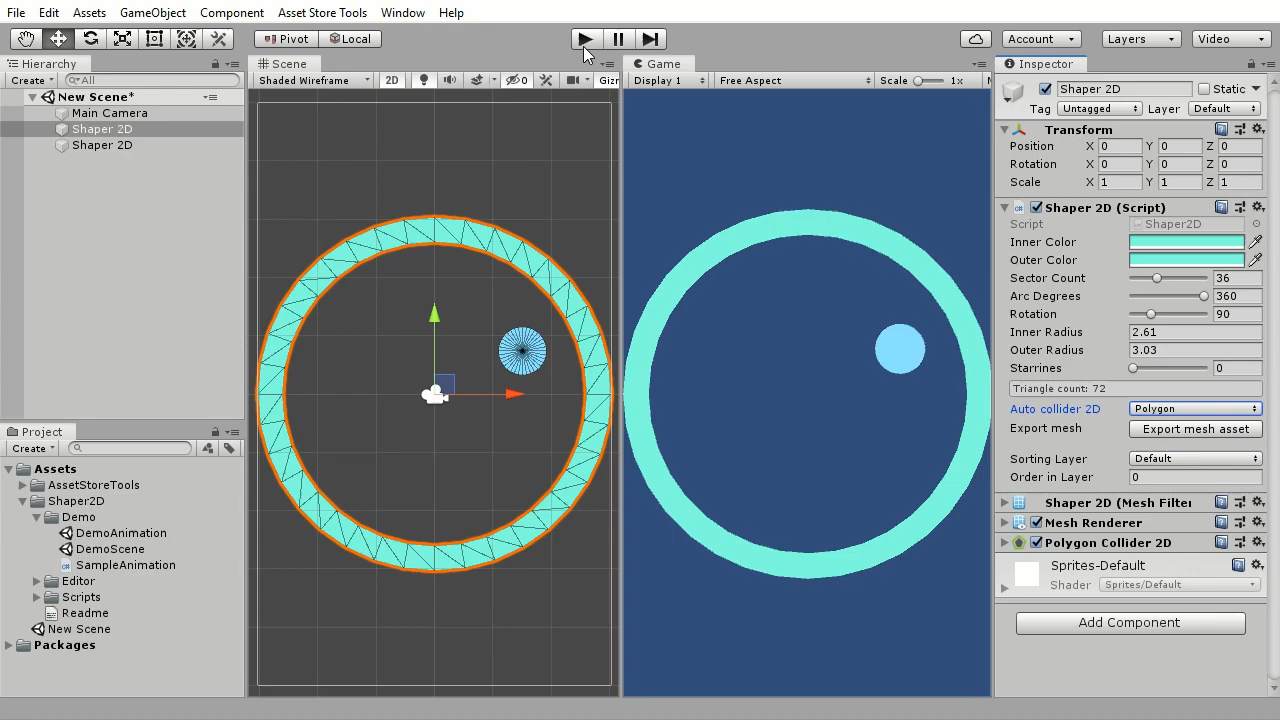 File Edit Assets GameObject Component Asset Store Tools Window Help
Pivot Local Account Layers Video
Hierarchy
Create All
New Scene*
Main Camera
Shaper 2D
Shaper 2D
Project
Create
Assets
AssetStoreTools
Shaper2D
Demo
DemoAnimation
DemoScene
SampleAnimation
Editor
Scripts
Readme
New Scene
Packages
Scene
Shaded Wireframe 2D 0 Giz
Game
Display 1 Free Aspect Scale 1x
Inspector
Shaper 2D Static
Tag Untagged Layer Default
Transform
Position X 0 Y 0 Z 0
Rotation X 0 Y 0 Z 0
Scale X 1 Y 1 Z 1
Shaper 2D (Script)
Script Shaper2D
Inner Color
Outer Color
Sector Count 36
Arc Degrees 360
Rotation 90
Inner Radius 2.61
Outer Radius 3.03
Starrines 0
Triangle count: 72
Auto collider 2D Polygon
Export mesh Export mesh asset
Sorting Layer Default
Order in Layer 0
Shaper 2D (Mesh Filter
Mesh Renderer
Polygon Collider 2D
Sprites-Default
Shader Sprites/Default
Add Component